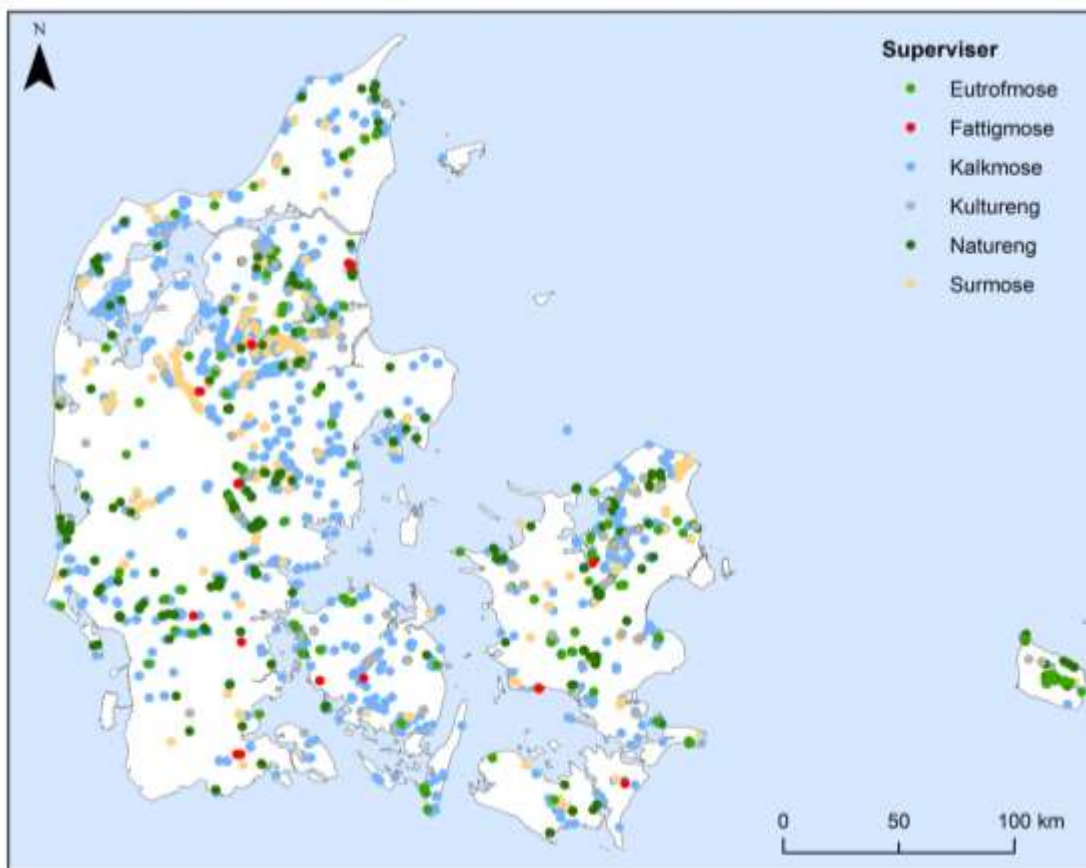 N
Superviser
Eutrofmose
Fattigmose
Kalkmose
Kultureng
Natureng
Surmose
0 50 100 km